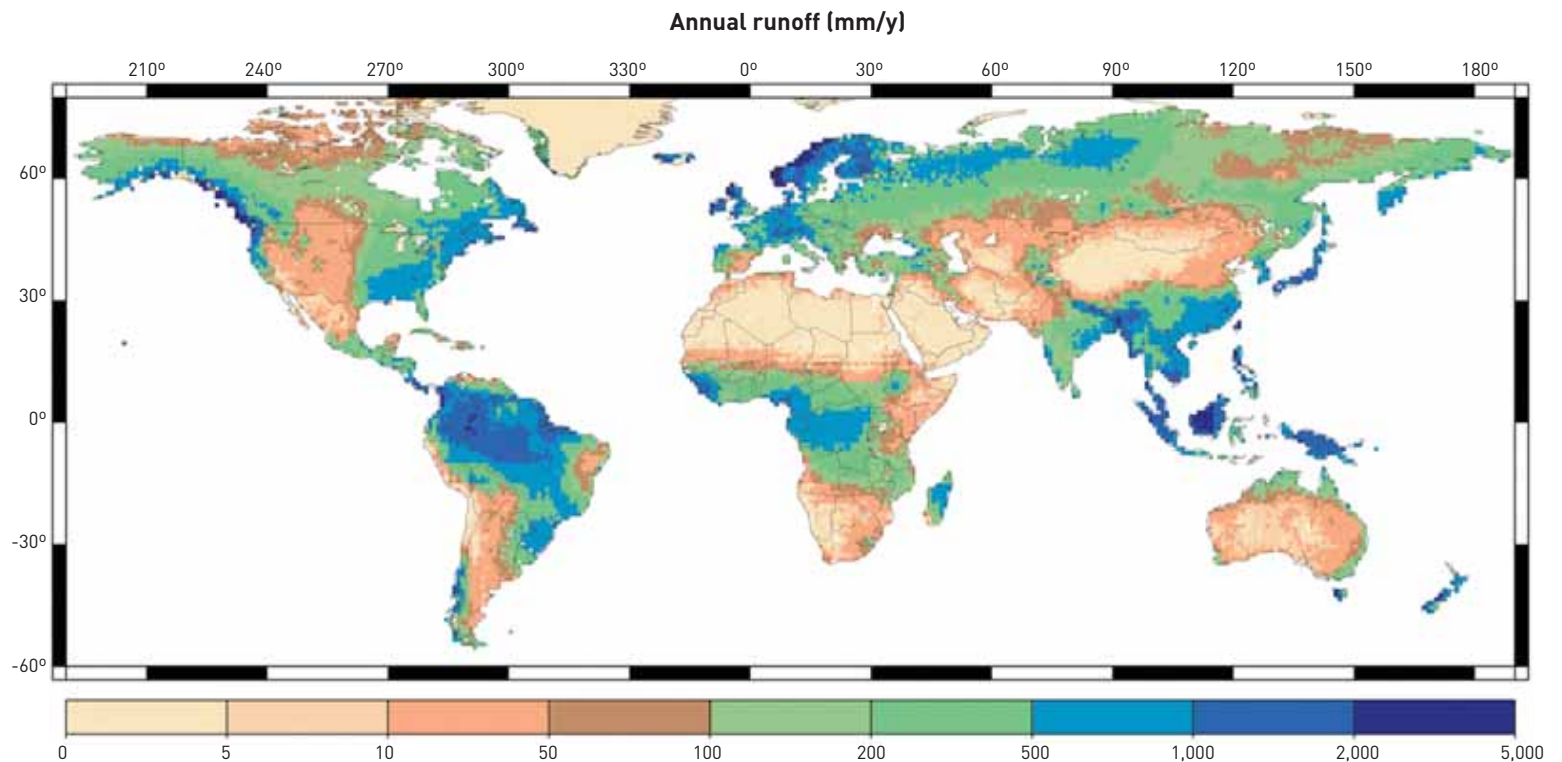 Annual runoff (mm/y)
210º 240º 270º 300º 330º 0º 30º 60º 90º 120º 150º 180º
60º
30º
0º
-30º
-60º
0 5 10 50 100 200 500 1,000 2,000 5,000